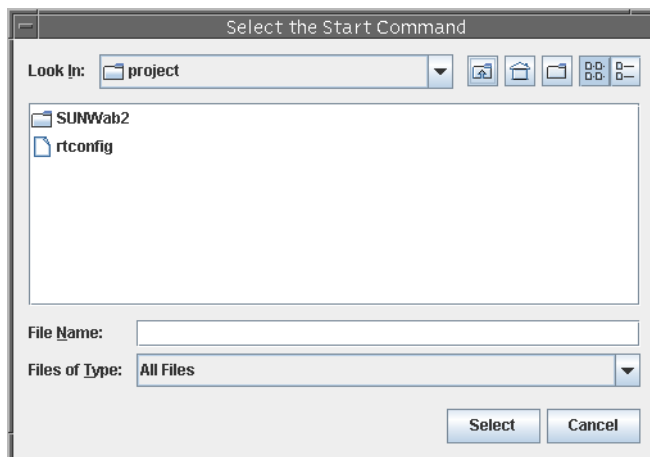 Select the Start Command
Look In: project
SUNWab2
rtconfig
File Name:
Files of Type: All Files
Select Cancel